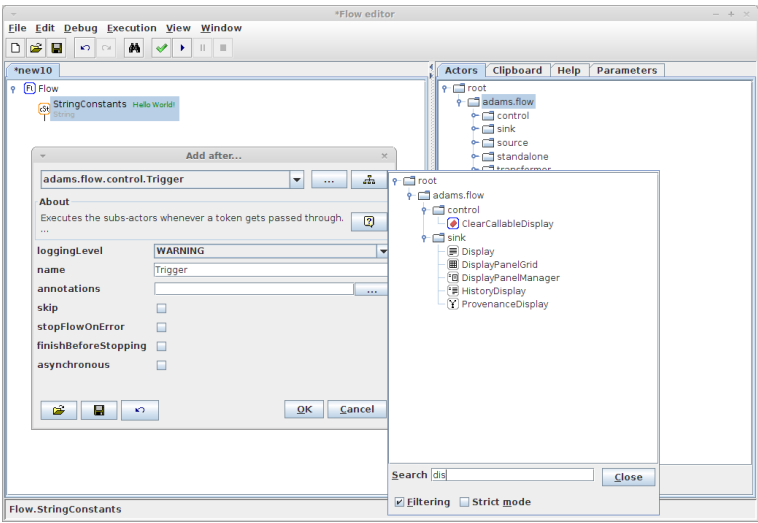 *Flow editor
File Edit Debug Execution View Window
*new10
Flow
StringConstants Hello World!
String
Actors Clipboard Help Parameters
root
adams.flow
control
sink
source
standalone
transformer
Add after...
adams.flow.control.Trigger
...
About
Executes the subs-actors whenever a token gets passed through.
...
loggingLevel WARNING
name Trigger
annotations ...
skip
stopFlowOnError
finishBeforeStopping
asynchronous
OK Cancel
root
adams.flow
control
ClearCallableDisplay
sink
Display
DisplayPanelGrid
DisplayPanelManager
HistoryDisplay
ProvenanceDisplay
Search dis Close
Filtering Strict mode
Flow.StringConstants